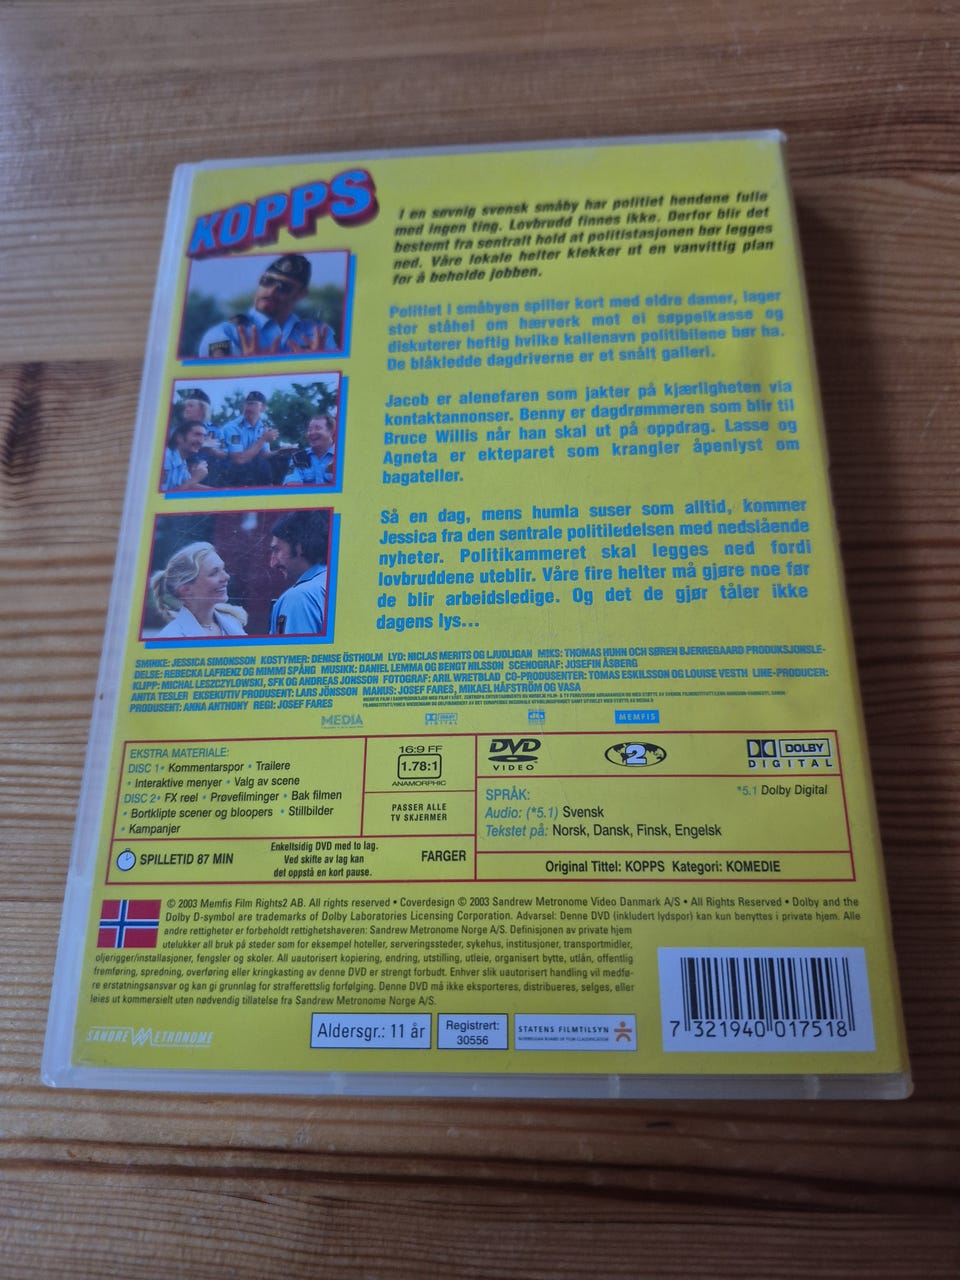 KOPPS
I en søvnig svensk småby har politiet hendene fulle
med ingen ting. Lovbrudd finnes ikke. Derfor blir det
bestemt fra sentralt hold at politistasjonen bør legges
ned. Våre lokale helter klekker ut en vanvittig plan
for å beholde jobben.
Politiet i småbyen spiller kort med eldre damer, lager
stor ståhei om hærverk mot ei søppelkasse og
diskuterer heftig hvilke kallenavn politibilene bør ha.
De blåkledde dagdriverne er et snålt galleri.
Jacob er alenefaren som jakter på kjærligheten via
kontaktannonser. Benny er dagdrømmeren som blir til
Bruce Willis når han skal ut på oppdrag. Lasse og
Agneta er ekteparet som krangler åpenlyst om
bagateller.
Så en dag, mens humla suser som alltid, kommer
Jessica fra den sentrale politiledelsen med nedslående
nyheter. Politikammeret skal legges ned fordi
lovbruddene uteblir. Våre fire helter må gjøre noe før
de blir arbeidsledige. Og det de gjør tåler ikke
dagens lys...
SMINKE: JESSICA SIMONSSON KOSTYMER: DENISE ÖSTHOLM LYD: NICLAS MERITS OG LJUDLIGAN MIKS: THOMAS HUHN OCH SØREN BJERREGAARD PRODUKSJONSLE-
DELSE: REBECKA LAFRENZ OG MIMMI SPÅNG MUSIKK: DANIEL LEMMA OG BENGT NILSSON SCENOGRAF: JOSEFIN ÅSBERG
KLIPP: MICHAL LESZCZYLOWSKI, SFK OG ANDREAS JONSSON FOTOGRAF: ARIL WRETBLAD CO-PRODUSENTER: TOMAS ESKILSSON OG LOUISE VESTH LINE-PRODUCER:
ANITA TESLER EKSEKUTIV PRODUSENT: LARS JÖNSSON MANUS: JOSEF FARES, MIKAEL HÅFSTRÖM OG VASA
PRODUSENT: ANNA ANTHONY REGI: JOSEF FARES
MEDIA DOLBY DIGITAL dts MEMFIS
EKSTRA MATERIALE:
DISC 1• Kommentarspor • Trailere
• Interaktive menyer • Valg av scene
DISC 2• FX reel • Prøvefilminger • Bak filmen
• Bortklipte scener og bloopers • Stillbilder
• Kampanjer
16:9 FF
1.78:1
ANAMORPHIC
PASSER ALLE
TV SKJERMER
SPILLETID 87 MIN
Enkeltsidig DVD med to lag.
Ved skifte av lag kan
det oppstå en kort pause.
FARGER
DVD
VIDEO
2
DOLBY
DIGITAL
*5.1 Dolby Digital
SPRÅK:
Audio: (*5.1) Svensk
Tekstet på: Norsk, Dansk, Finsk, Engelsk
Original Tittel: KOPPS Kategori: KOMEDIE
© 2003 Memfis Film Rights2 AB. All rights reserved • Coverdesign © 2003 Sandrew Metronome Video Danmark A/S • All Rights Reserved • Dolby and the
Dolby D-symbol are trademarks of Dolby Laboratories Licensing Corporation. Advarsel: Denne DVD (inkludert lydspor) kan kun benyttes i private hjem. Alle
andre rettigheter er forbeholdt rettighetshaveren: Sandrew Metronome Norge A/S. Definisjonen av private hjem
utelukker all bruk på steder som for eksempel hoteller, serveringssteder, sykehus, institusjoner, transportmidler,
oljerigger/installasjoner, fengsler og skoler. All uautorisert kopiering, endring, utstilling, utleie, organisert bytte, utlån, offentlig
fremføring, spredning, overføring eller kringkasting av denne DVD er strengt forbudt. Enhver slik uautorisert handling vil medfø-
re erstatningsansvar og kan gi grunnlag for strafferettslig forfølging. Denne DVD må ikke eksporteres, distribueres, selges, eller
leies ut kommersielt uten nødvendig tillatelse fra Sandrew Metronome Norge A/S.
SANDREW METRONOME
Aldersgr.: 11 år
Registrert:
30556
STATENS FILMTILSYN
NORWEGIAN BOARD OF FILM CLASSIFICATION
7 321940 017518